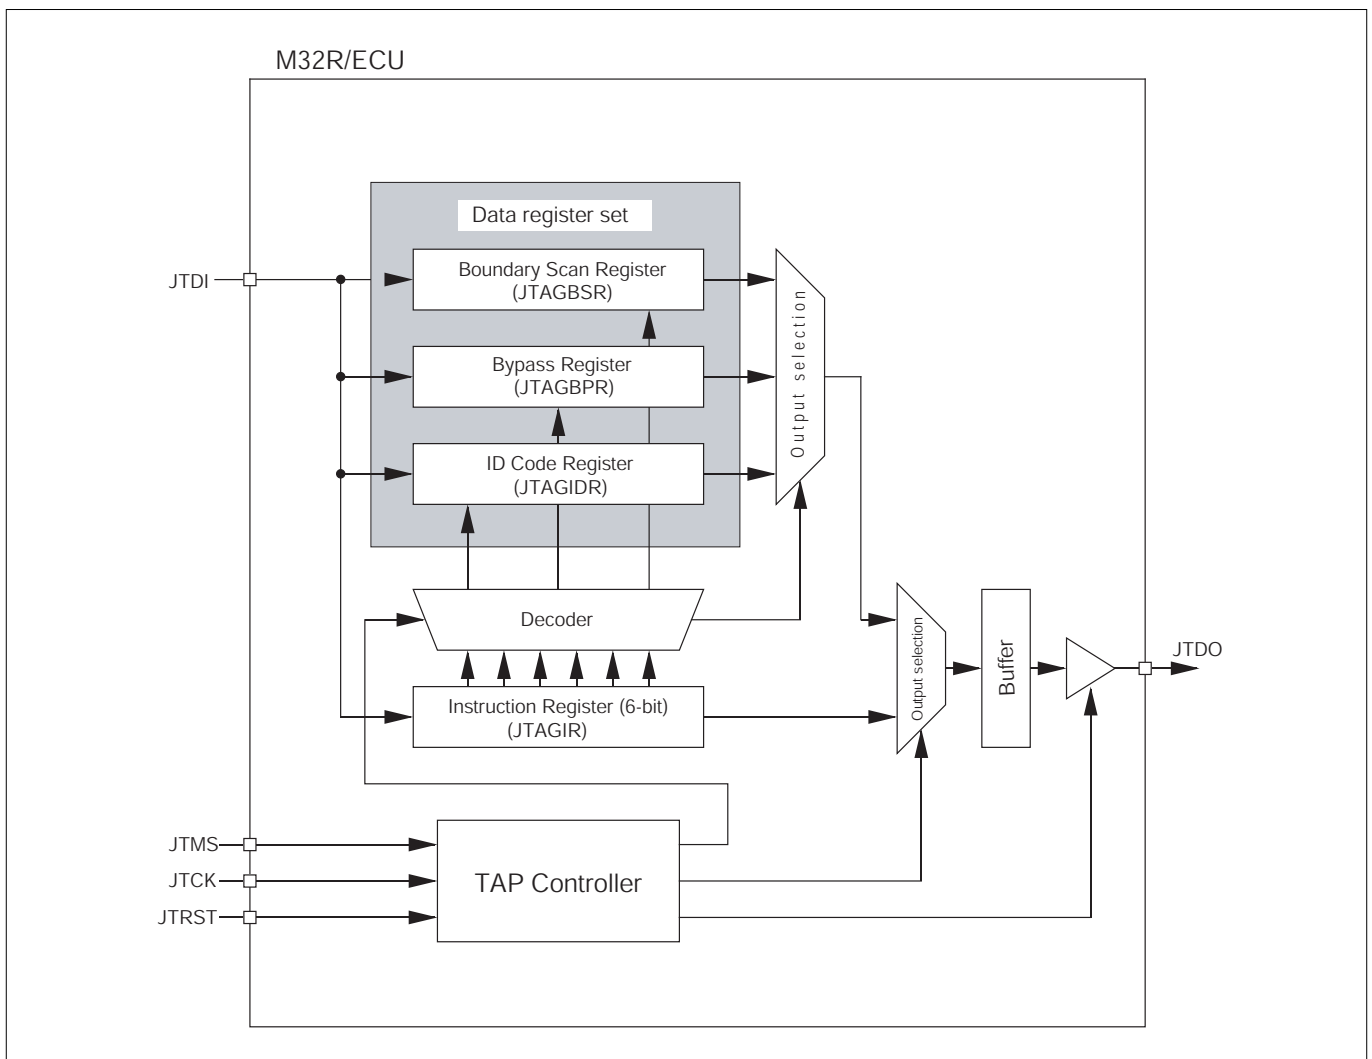 M32R/ECU
Data register set
JTDI
Boundary Scan Register
(JTAGBSR)
Bypass Register
(JTAGBPR)
ID Code Register
(JTAGIDR)
Output selection
Decoder
Instruction Register (6-bit)
(JTAGIR)
Output selection
Buffer
JTDO
JTMS
JTCK
JTRST
TAP Controller